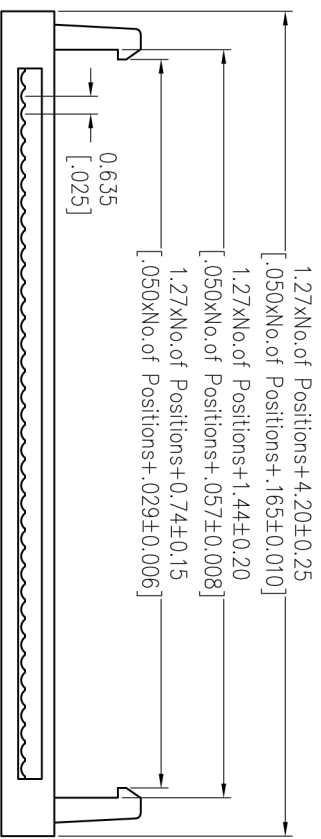 1.27xNo.of Positions+4.20±0.25
[.050xNo.of Positions+.165±0.010]
1.27xNo.of Positions+1.44±0.20
[.050xNo.of Positions+.057±0.008]
1.27xNo.of Positions+0.74±0.15
[.050xNo.of Positions+.029±0.006]
0.635
[.025]